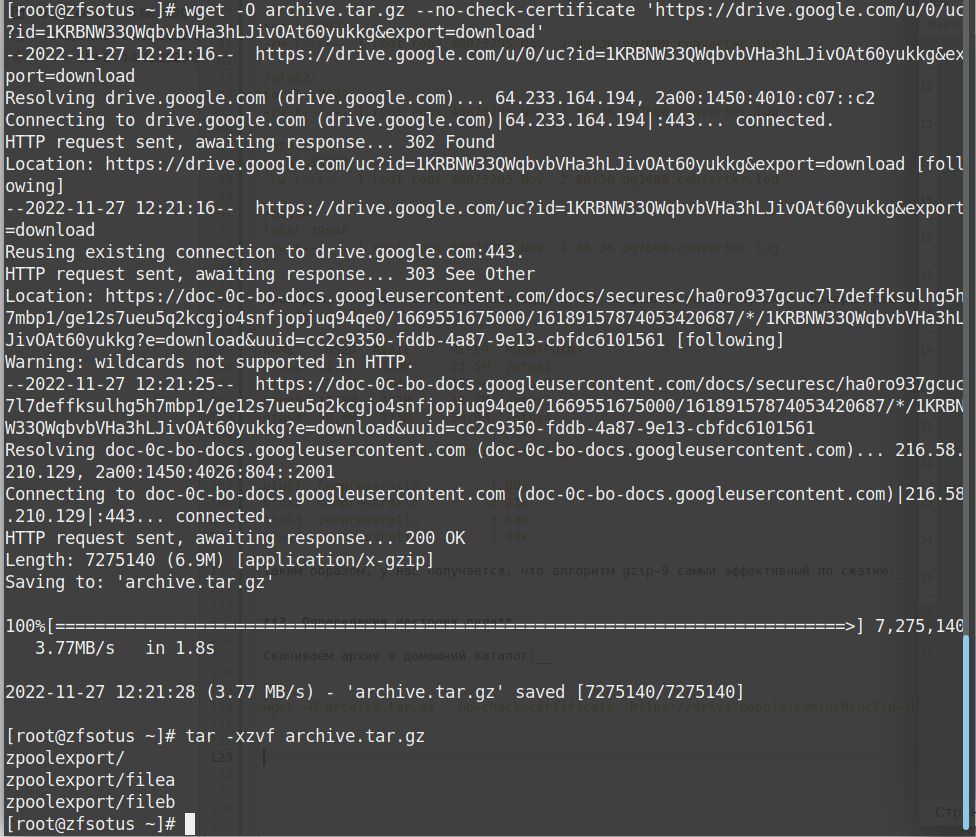 [root@zfsotus ~]# wget -O archive.tar.gz --no-check-certificate 'https://drive.google.com/u/0/uc
?id=1KRBNW33QWqbvbVHa3hLJivOAt60yukkg&export=download'
--2022-11-27 12:21:16--  https://drive.google.com/u/0/uc?id=1KRBNW33QWqbvbVHa3hLJivOAt60yukkg&ex
port=download
Resolving drive.google.com (drive.google.com)... 64.233.164.194, 2a00:1450:4010:c07::c2
Connecting to drive.google.com (drive.google.com)|64.233.164.194|:443... connected.
HTTP request sent, awaiting response... 302 Found
Location: https://drive.google.com/uc?id=1KRBNW33QWqbvbVHa3hLJivOAt60yukkg&export=download [foll
owing]
--2022-11-27 12:21:16--  https://drive.google.com/uc?id=1KRBNW33QWqbvbVHa3hLJivOAt60yukkg&export
=download
Reusing existing connection to drive.google.com:443.
HTTP request sent, awaiting response... 303 See Other
Location: https://doc-0c-bo-docs.googleusercontent.com/docs/securesc/ha0ro937gcuc7l7deffksulhg5h
7mbp1/ge12s7ueu5q2kcgjo4snfjopjuq94qe0/1669551675000/16189157874053420687/*/1KRBNW33QWqbvbVHa3hL
JivOAt60yukkg?e=download&uuid=cc2c9350-fddb-4a87-9e13-cbfdc6101561 [following]
Warning: wildcards not supported in HTTP.
--2022-11-27 12:21:25--  https://doc-0c-bo-docs.googleusercontent.com/docs/securesc/ha0ro937gcuc
7l7deffksulhg5h7mbp1/ge12s7ueu5q2kcgjo4snfjopjuq94qe0/1669551675000/16189157874053420687/*/1KRBN
W33QWqbvbVHa3hLJivOAt60yukkg?e=download&uuid=cc2c9350-fddb-4a87-9e13-cbfdc6101561
Resolving doc-0c-bo-docs.googleusercontent.com (doc-0c-bo-docs.googleusercontent.com)... 216.58.
210.129, 2a00:1450:4026:804::2001
Connecting to doc-0c-bo-docs.googleusercontent.com (doc-0c-bo-docs.googleusercontent.com)|216.58
.210.129|:443... connected.
HTTP request sent, awaiting response... 200 OK
Length: 7275140 (6.9M) [application/x-gzip]
Saving to: 'archive.tar.gz'
100%[===============================================================================>] 7,275,140
3.77MB/s   in 1.8s
2022-11-27 12:21:28 (3.77 MB/s) - 'archive.tar.gz' saved [7275140/7275140]
[root@zfsotus ~]# tar -xzvf archive.tar.gz
zpoolexport/
zpoolexport/filea
zpoolexport/fileb
[root@zfsotus ~]#